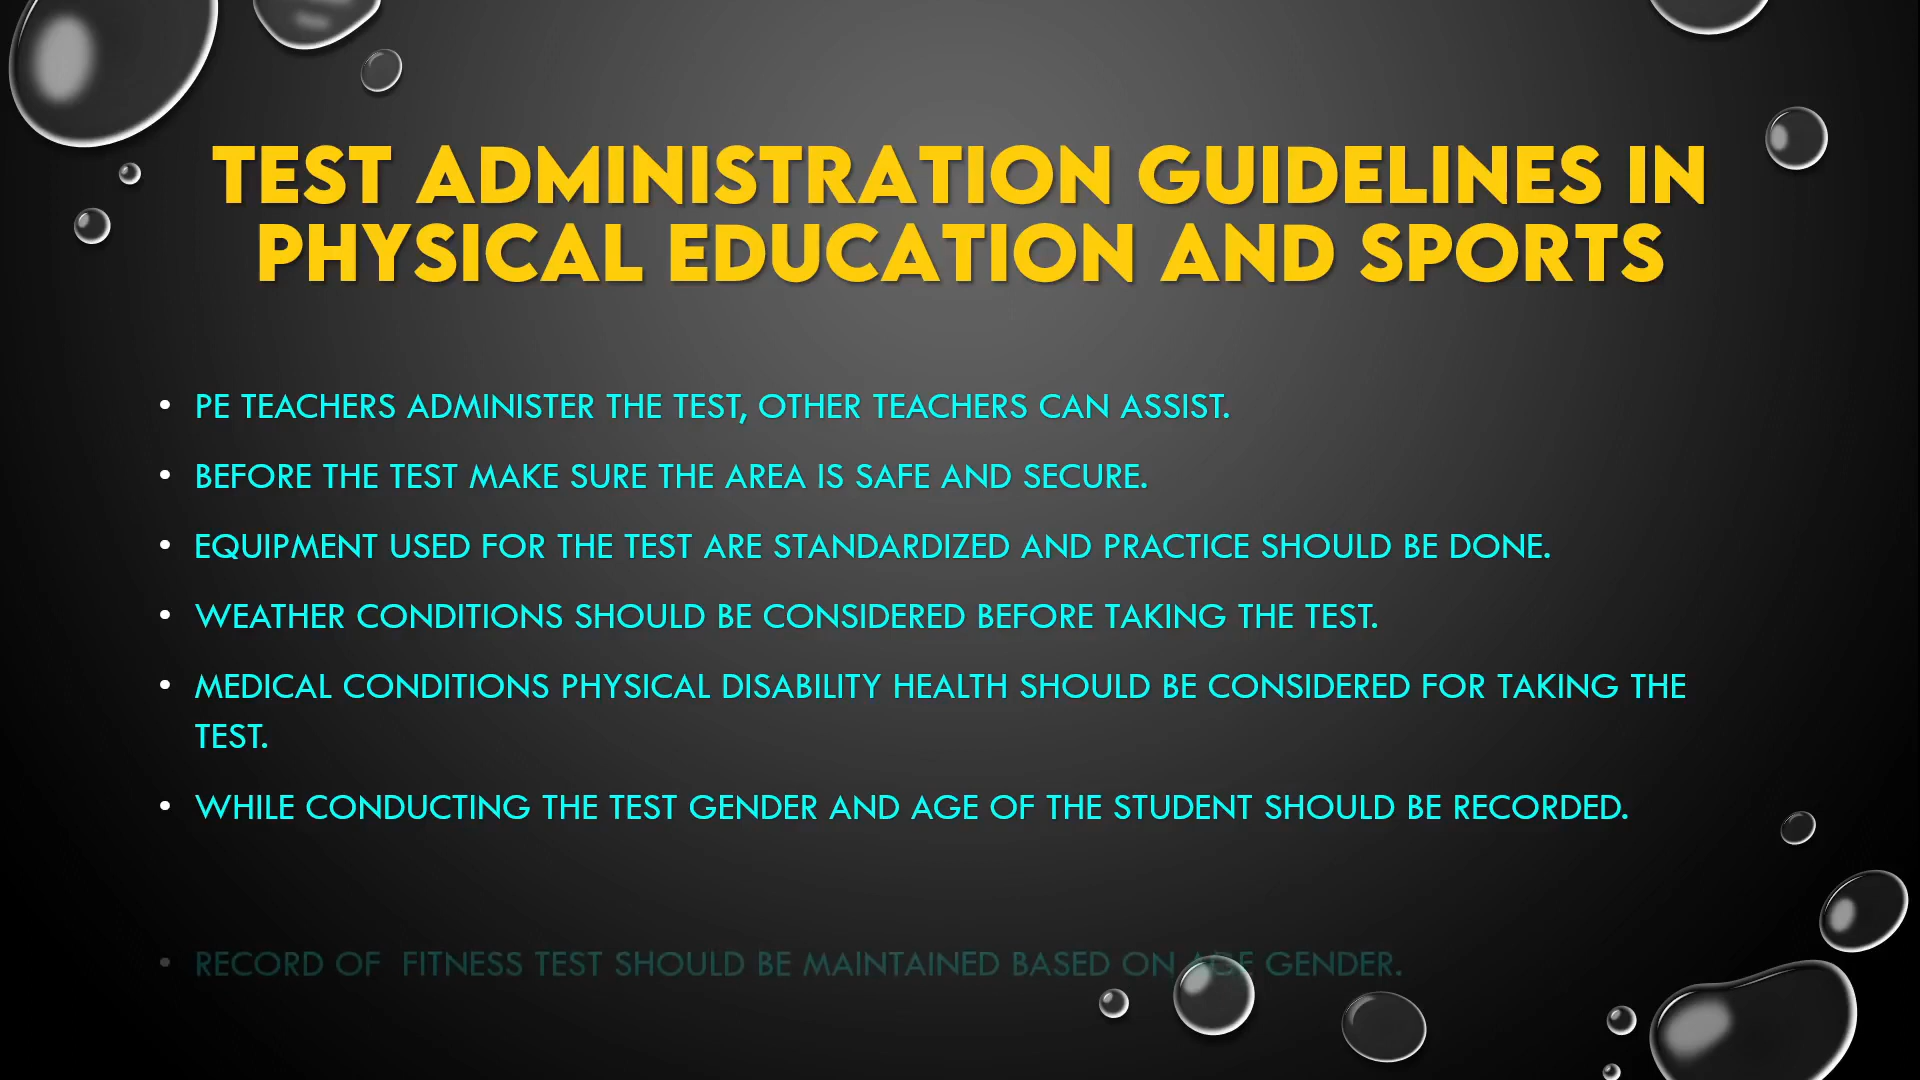 TEST ADMINISTRATION GUIDELINES IN
PHYSICAL EDUCATION AND SPORTS
• PE TEACHERS ADMINISTER THE TEST, OTHER TEACHERS CAN ASSIST.
• BEFORE THE TEST MAKE SURE THE AREA IS SAFE AND SECURE.
• EQUIPMENT USED FOR THE TEST ARE STANDARDIZED AND PRACTICE SHOULD BE DONE.
• WEATHER CONDITIONS SHOULD BE CONSIDERED BEFORE TAKING THE TEST.
• MEDICAL CONDITIONS PHYSICAL DISABILITY HEALTH SHOULD BE CONSIDERED FOR TAKING THE
TEST.
• WHILE CONDUCTING THE TEST GENDER AND AGE OF THE STUDENT SHOULD BE RECORDED.
• RECORD OF  FITNESS TEST SHOULD BE MAINTAINED BASED ON AGE GENDER.